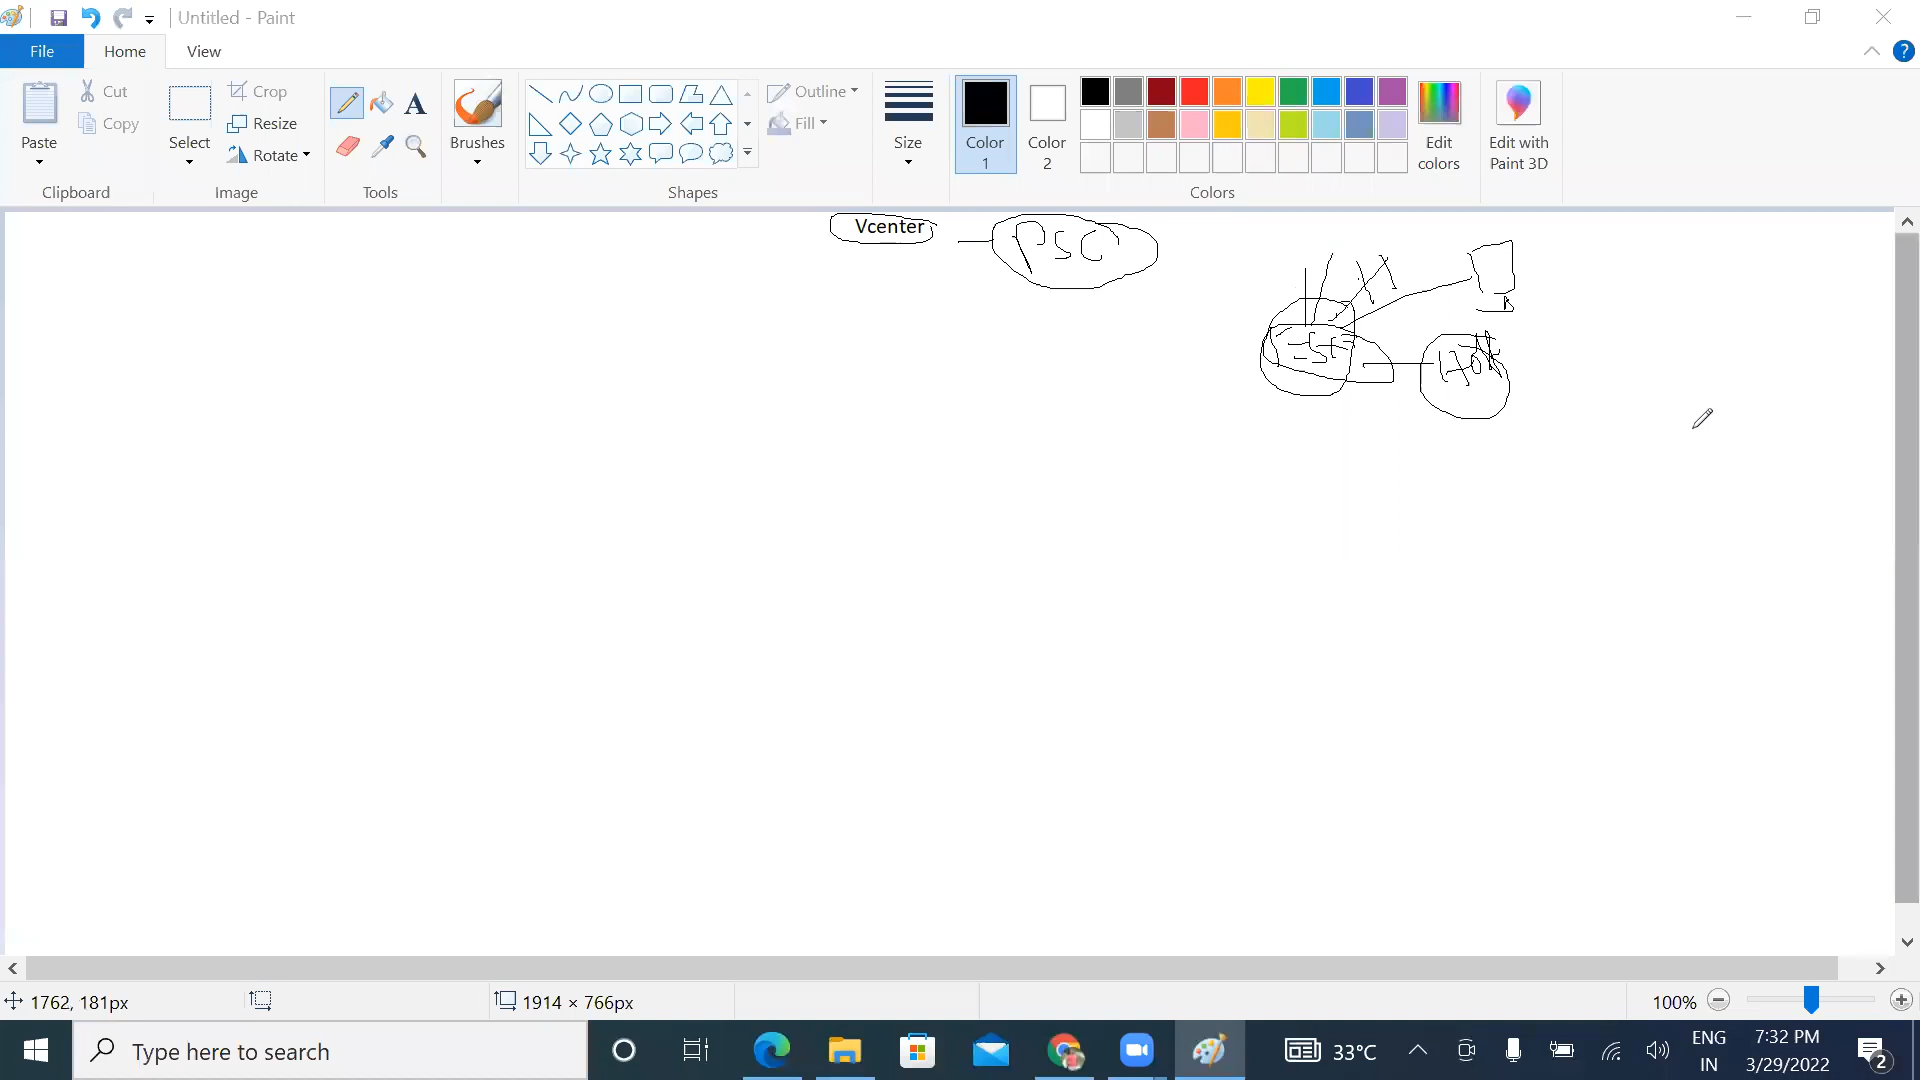 Untitled - Paint
File
Home
View
Paste
Cut
Copy
Clipboard
Select
Crop
Resize
Rotate
Image
A
Tools
Brushes
Shapes
Outline
Fill
Size
Color 1
Color 2
Colors
Edit colors
Edit with Paint 3D
?
Vcenter
PSC
1762, 181px
1914 × 766px
100%
Type here to search
33°C
ENG
IN
7:32 PM
3/29/2022
2